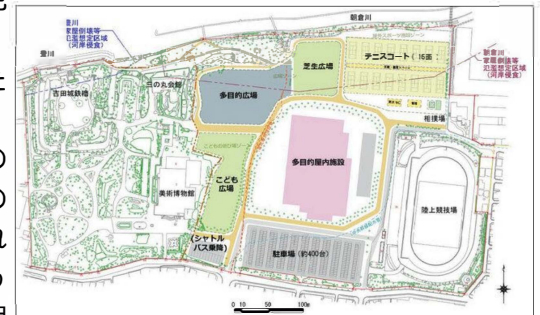 朝倉川
豊川
家屋倒壊等
氾濫想定区域
(河岸侵食)
豊川
朝倉川
家屋倒壊等
氾濫想定区域
(河岸侵食)
芝生広場
テニスコート(16面
三の丸会館
吉田城鉄櫓
多目的広場
相撲場
こども
広場
多目的屋内施設
美術博物館
陸上競技場
(シャトル
バス乗降)
駐車場(約400台)
0 10 50 100m